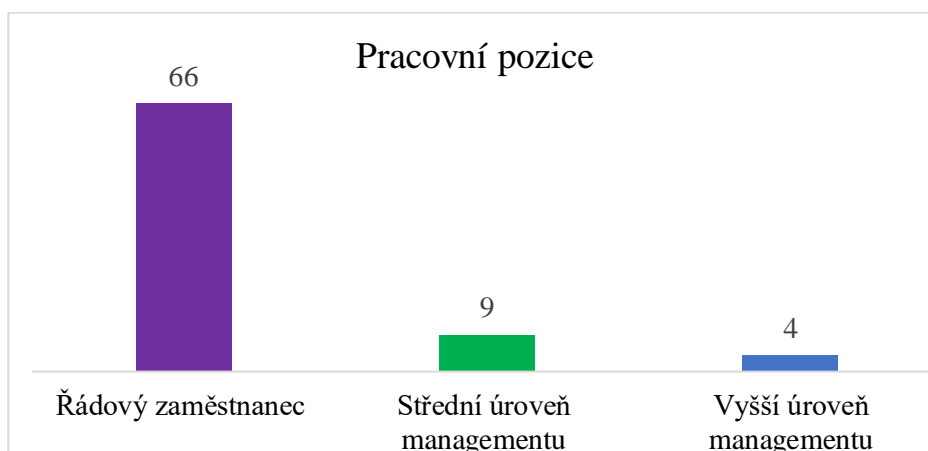 Pracovní pozice
66
9
4
Řádový zaměstnanec
Střední úroveň
managementu
Vyšší úroveň
managementu